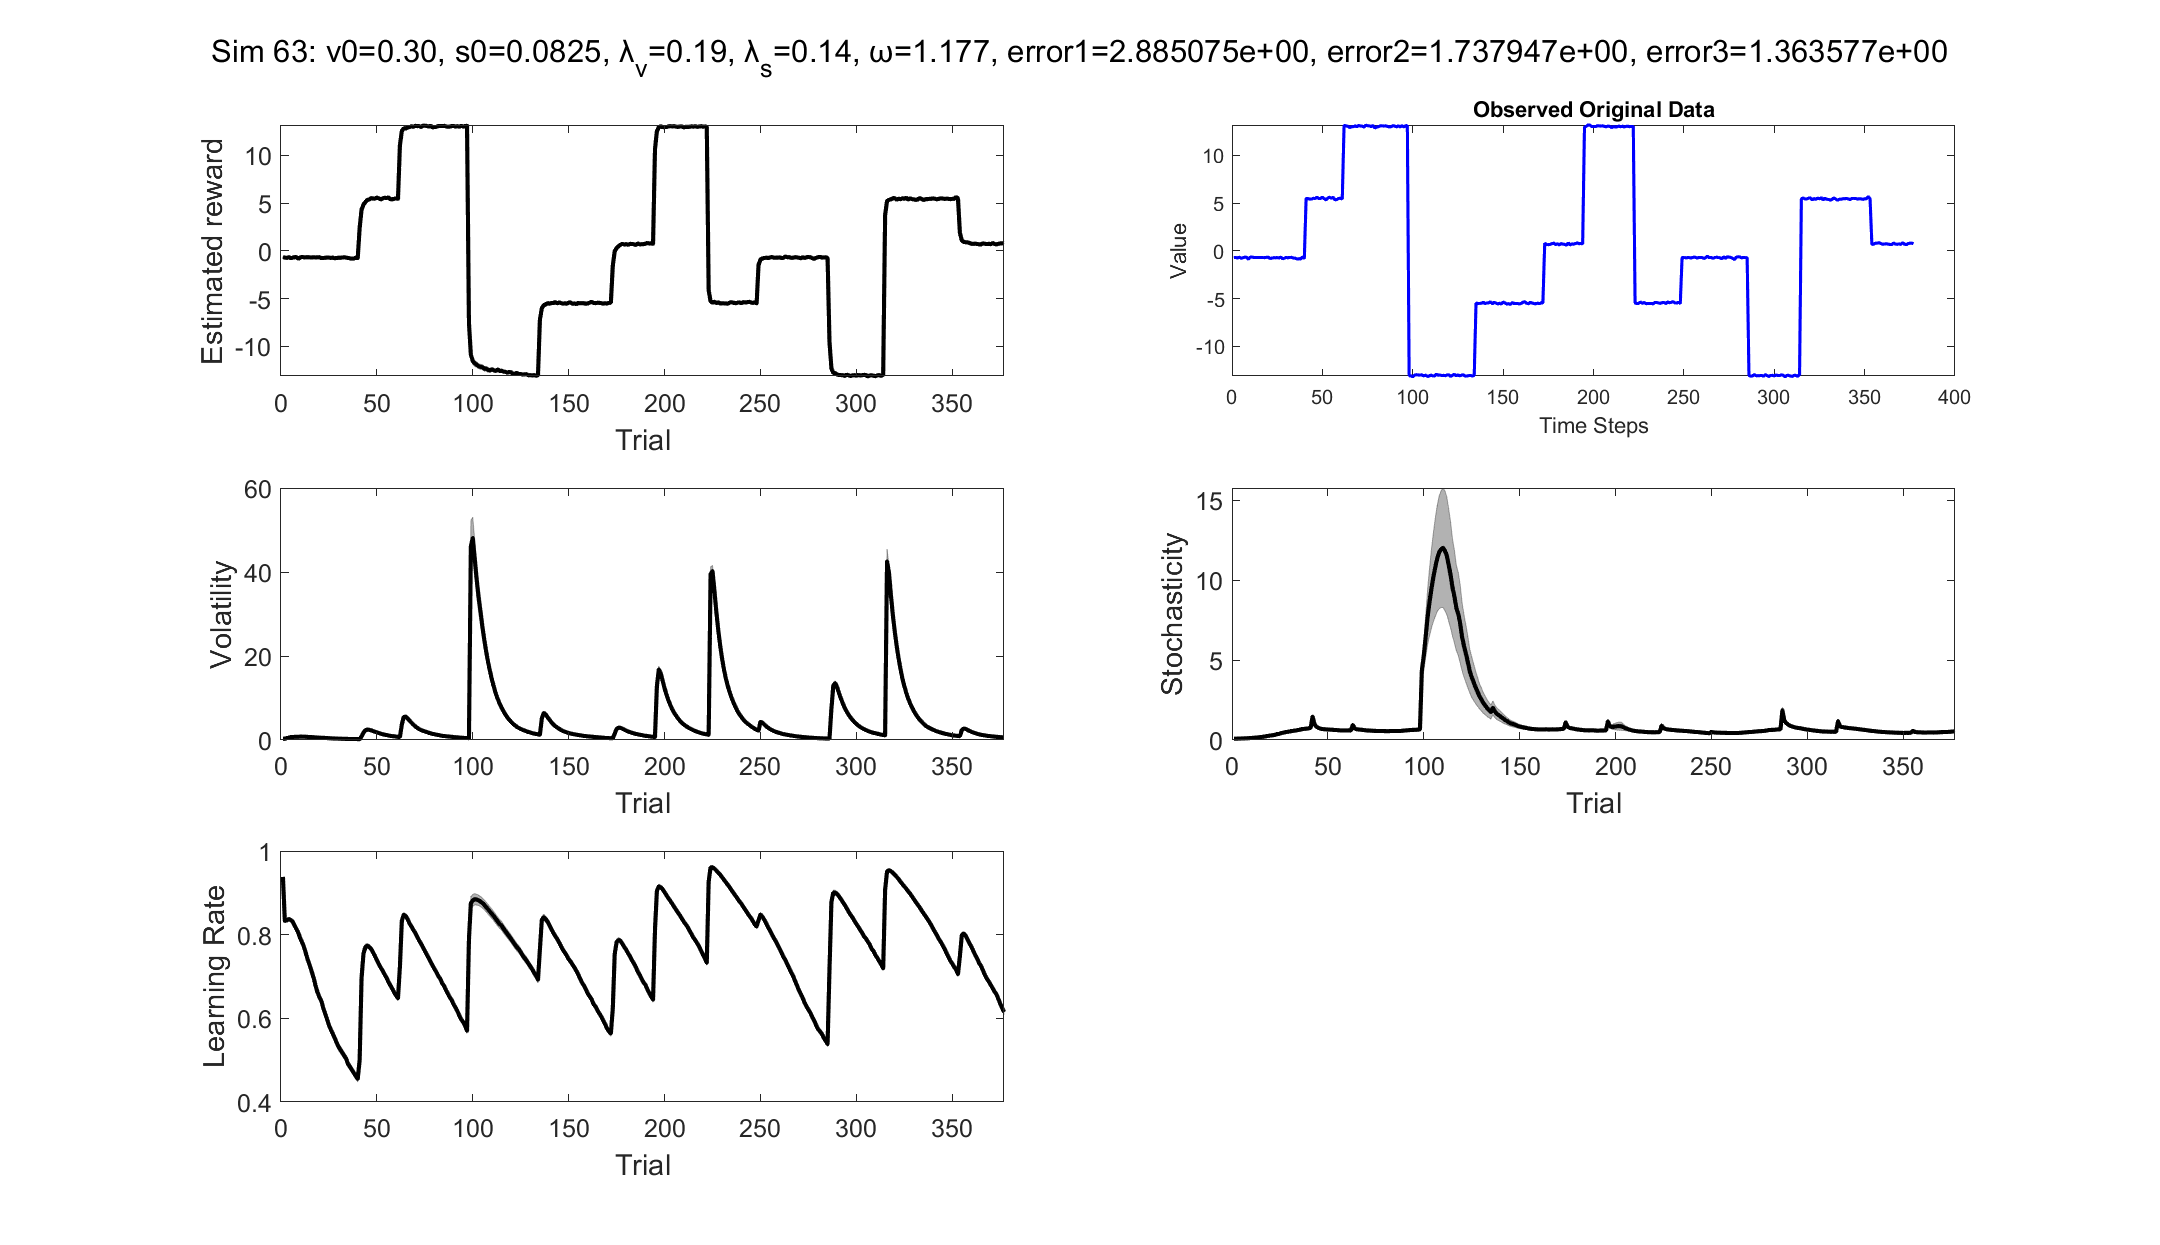 Sim 63: v0=0.30, s0=0.0825, λv=0.19, λs=0.14, ω=1.177, error1=2.885075e+00, error2=1.737947e+00, error3=1.363577e+00
Estimated reward
10
5
0
-5
-10
0 50 100 150 200 250 300 350
Trial
Observed Original Data
Value
10
5
0
-5
-10
0 50 100 150 200 250 300 350 400
Time Steps
Volatility
60
40
20
0
0 50 100 150 200 250 300 350
Trial
Stochasticity
15
10
5
0
0 50 100 150 200 250 300 350
Trial
Learning Rate
1
0.8
0.6
0.4
0 50 100 150 200 250 300 350
Trial